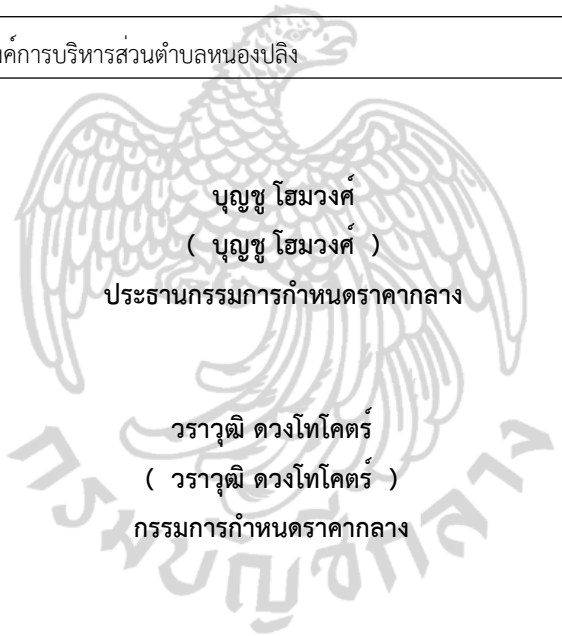 ค์การบริหารส่วนตำบลหนองปลิง
บุญชู โฮมวงศ์
( บุญชู โฮมวงศ์ )
ประธานกรรมการกำหนดราคากลาง
วราวุฒิ ดวงโทโคตร์
( วราวุฒิ ดวงโทโคตร์ )
กรรมการกำหนดราคากลาง
กรมบัญชีกลาง